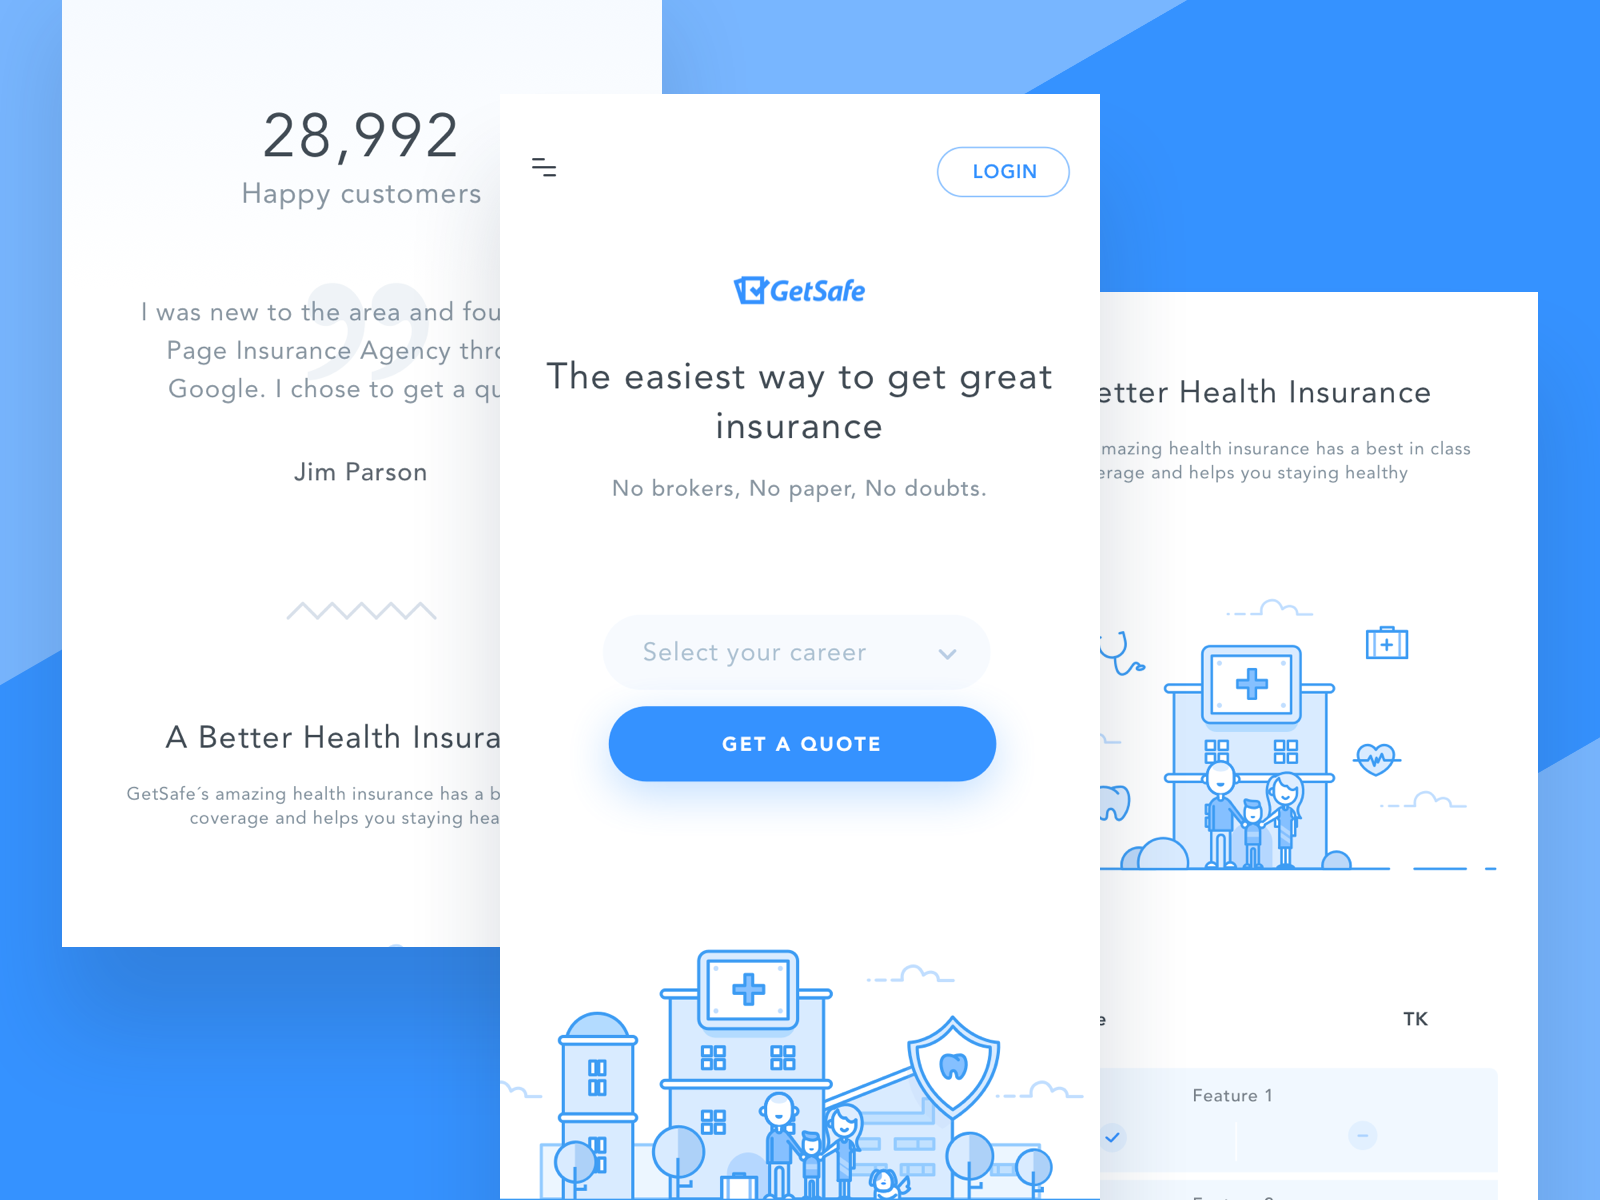 28,992
Happy customers
I was new to the area and fou
Page Insurance Agency thro
Google. I chose to get a qu
Jim Parson
A Better Health Insura
GetSafe´s amazing health insurance has a b
coverage and helps you staying hea
LOGIN
GetSafe
The easiest way to get great
insurance
No brokers, No paper, No doubts.
Select your career
GET A QUOTE
etter Health Insurance
mazing health insurance has a best in class
erage and helps you staying healthy
e
TK
Feature 1